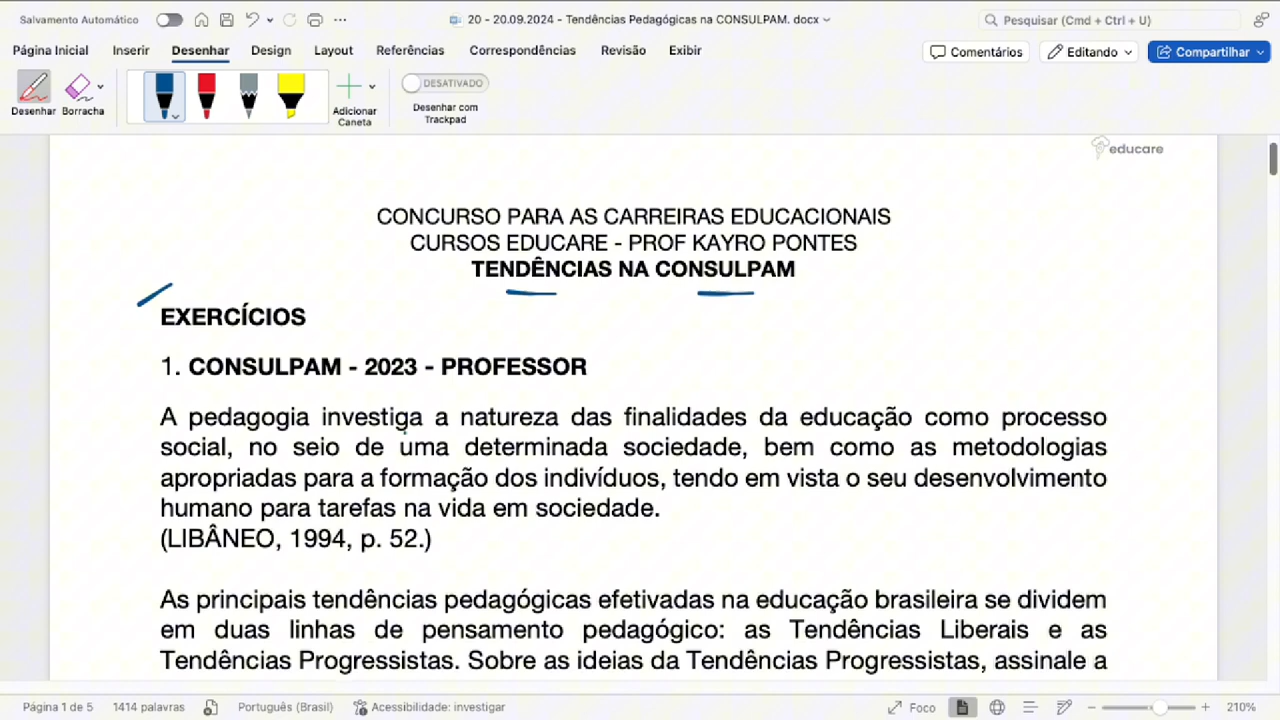 Salvamento Automático
20 - 20.09.2024 - Tendências Pedagógicas na CONSULPAM. docx
Pesquisar (Cmd + Ctrl + U)
Página Inicial Inserir Desenhar Design Layout Referências Correspondências Revisão Exibir Comentários Editando Compartilhar
Desenhar Borracha Adicionar Caneta DESATIVADO Desenhar com Trackpad
educare
CONCURSO PARA AS CARREIRAS EDUCACIONAIS
CURSOS EDUCARE - PROF KAYRO PONTES
TENDÊNCIAS NA CONSULPAM
EXERCÍCIOS
1. CONSULPAM - 2023 - PROFESSOR
A pedagogia investiga a natureza das finalidades da educação como processo
social, no seio de uma determinada sociedade, bem como as metodologias
apropriadas para a formação dos indivíduos, tendo em vista o seu desenvolvimento
humano para tarefas na vida em sociedade.
(LIBÂNEO, 1994, p. 52.)
As principais tendências pedagógicas efetivadas na educação brasileira se dividem
em duas linhas de pensamento pedagógico: as Tendências Liberais e as
Tendências Progressistas. Sobre as ideias da Tendências Progressistas, assinale a
Página 1 de 5 1414 palavras Português (Brasil) Acessibilidade: investigar Foco 210%